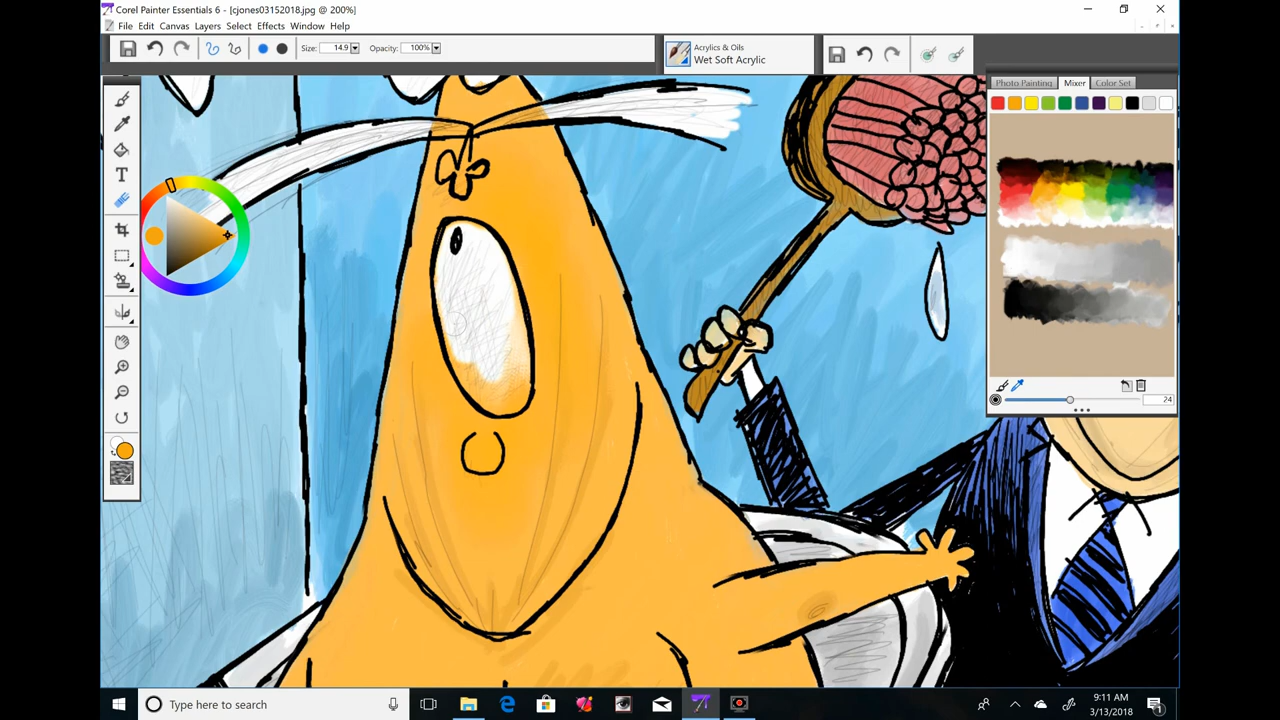 Corel Painter Essentials 6 - [cjones03152018.jpg @ 200%]
File Edit Canvas Layers Select Effects Window Help
Size: 14.9 Opacity: 100%
Acrylics & Oils
Wet Soft Acrylic
Photo Painting Mixer Color Set
T
24
Type here to search
9:11 AM
3/13/2018
1